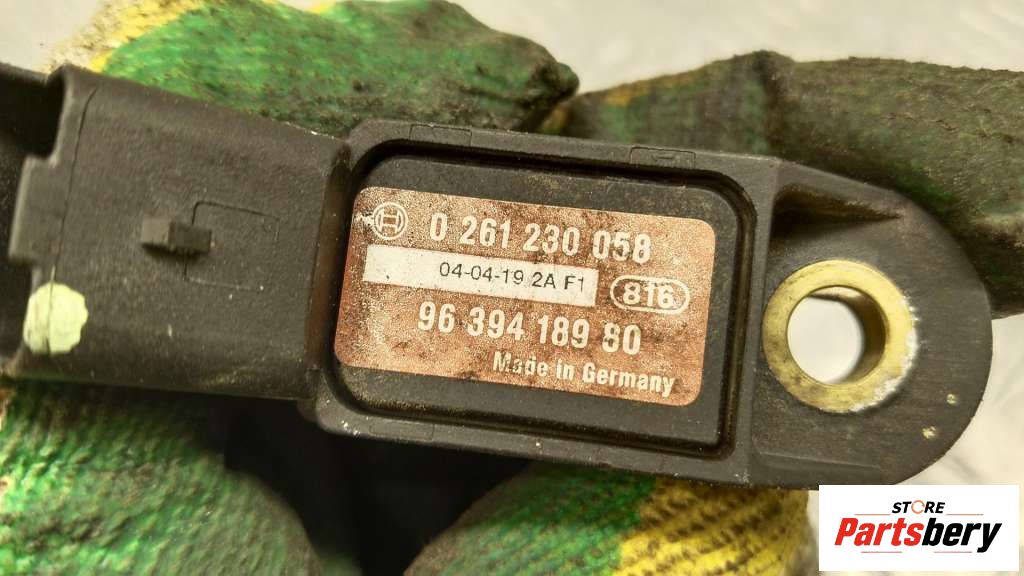 0 261 230 058
04-04-19 2A F1
816
96 394 189 80
Made in Germany
STORE
Partsbery